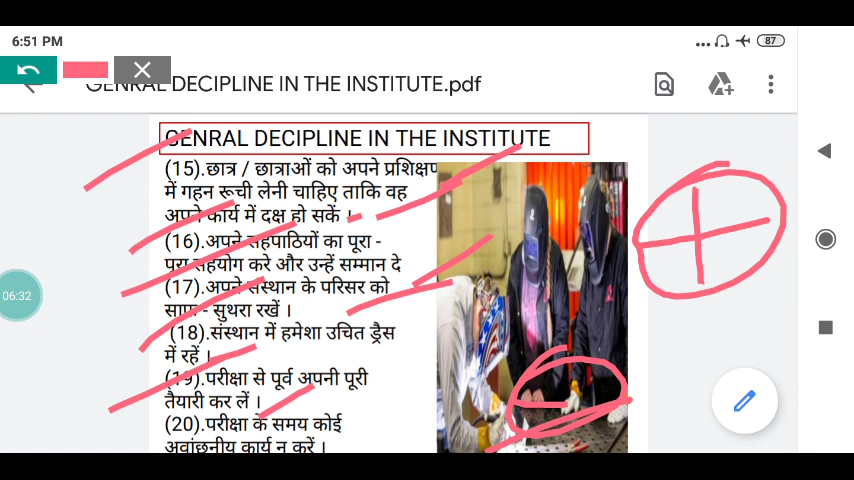 6:51 PM
87
GENRAL DECIPLINE IN THE INSTITUTE.pdf
GENRAL DECIPLINE IN THE INSTITUTE
(15).छात्र / छात्राओं को अपने प्रशिक्षण
में गहन रूची लेनी चाहिए ताकि वह
अपने कार्य में दक्ष हो सकें ।
(16).अपने सहपाठियों का पूरा -
पूरा सहयोग करे और उन्हें सम्मान दे
(17).अपने संस्थान के परिसर को
साफ - सुथरा रखें ।
06:32
(18).संस्थान में हमेशा उचित ड्रैस
में रहें ।
(19).परीक्षा से पूर्व अपनी पूरी
तैयारी कर लें ।
(20).परीक्षा के समय कोई
अवांछनीय कार्य न करें ।